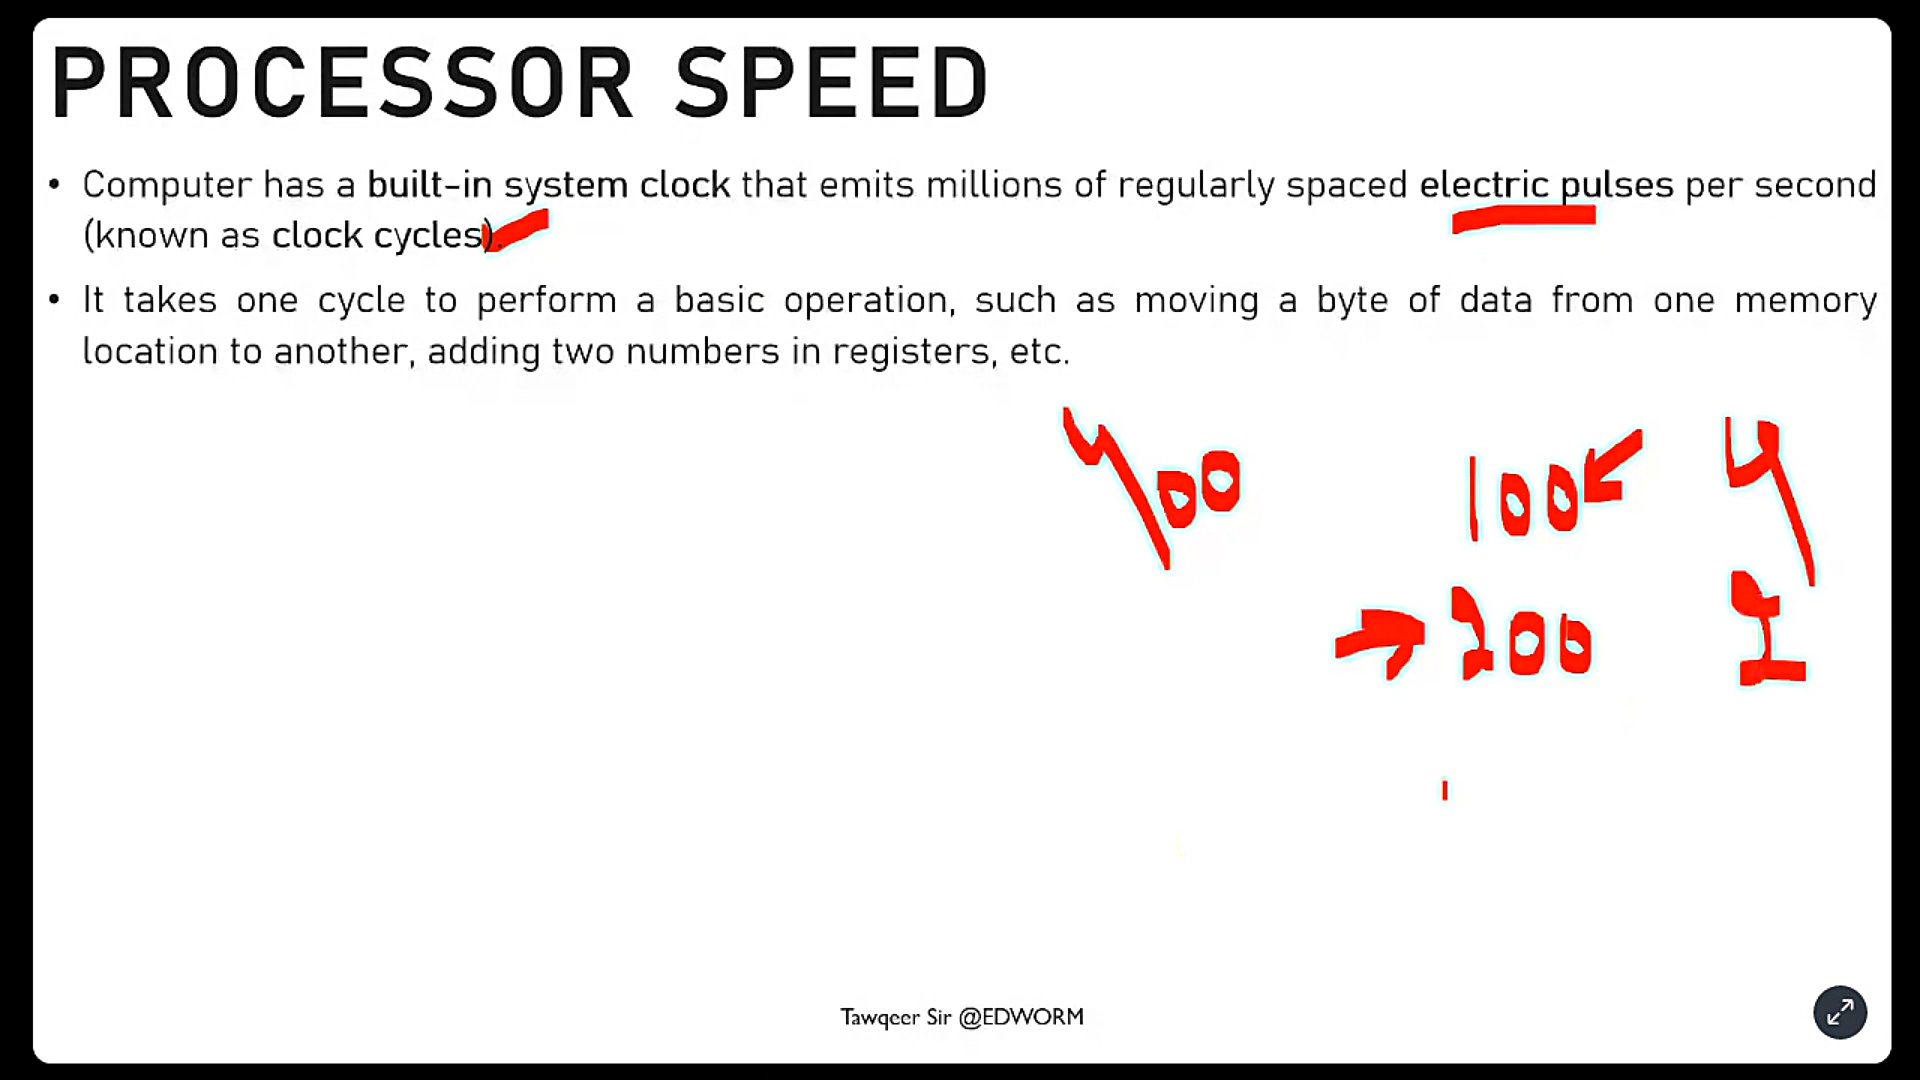 PROCESSOR SPEED
• Computer has a built-in system clock that emits millions of regularly spaced electric pulses per second
(known as clock cycles).
• It takes one cycle to perform a basic operation, such as moving a byte of data from one memory
location to another, adding two numbers in registers, etc.
400 100 4
200 2
Tawqeer Sir @EDWORM